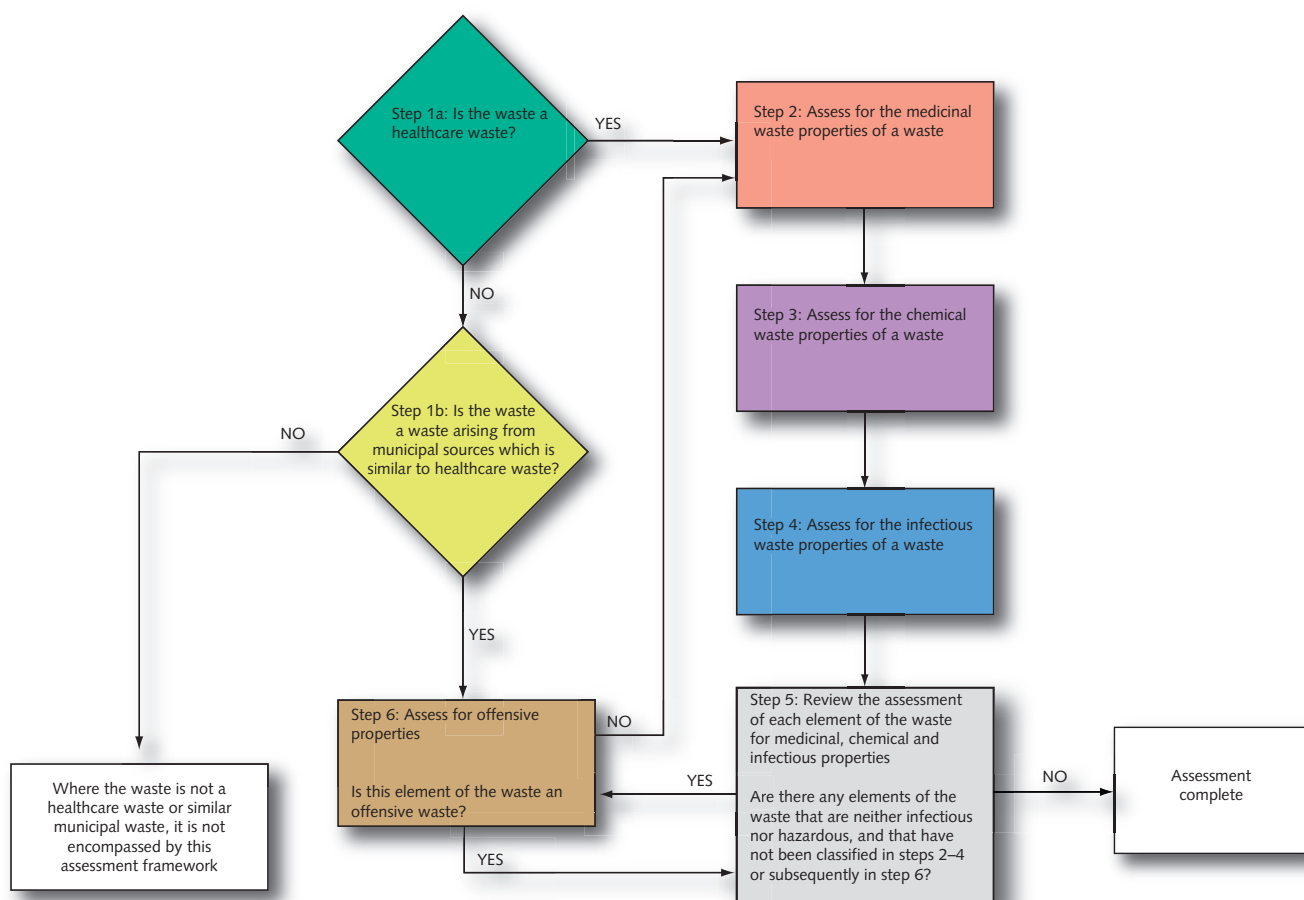 Step 1a: Is the waste a
healthcare waste?
YES
Step 2: Assess for the medicinal
waste properties of a waste
NO
Step 3: Assess for the chemical
waste properties of a waste
Step 1b: Is the waste
a waste arising from
municipal sources which is
similar to healthcare waste?
NO
Step 4: Assess for the infectious
waste properties of a waste
YES
Step 6: Assess for offensive
properties
Is this element of the waste an
offensive waste?
NO
YES
YES
Step 5: Review the assessment
of each element of the waste
for medicinal, chemical and
infectious properties
Are there any elements of the
waste that are neither infectious
nor hazardous, and that have
not been classified in steps 2–4
or subsequently in step 6?
NO
Assessment
complete
Where the waste is not a
healthcare waste or similar
municipal waste, it is not
encompassed by this
assessment framework